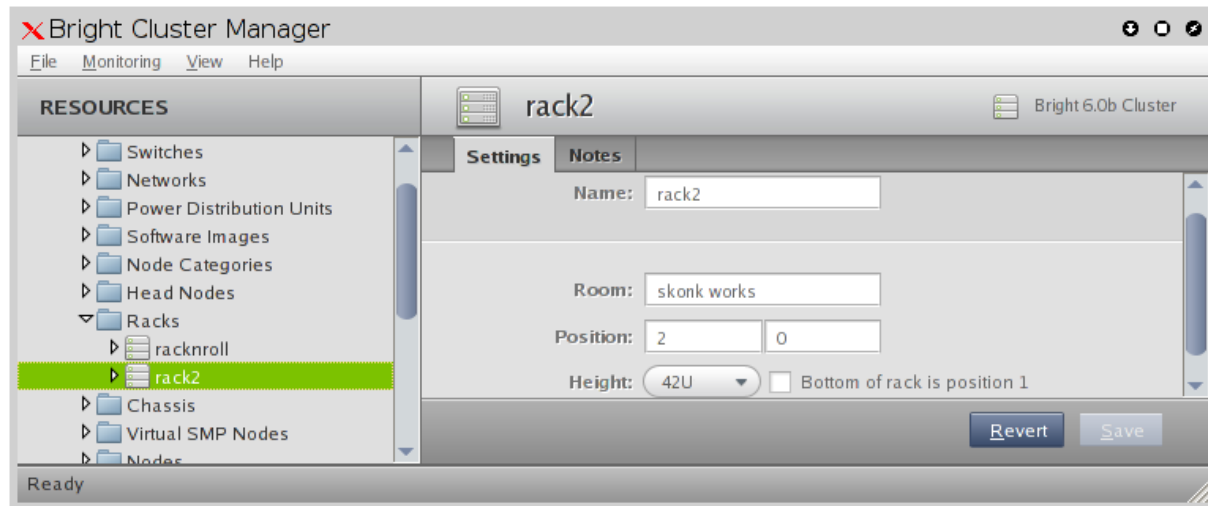 Bright Cluster Manager
File Monitoring View Help
RESOURCES
rack2
Bright 6.0b Cluster
Switches
Networks
Power Distribution Units
Software Images
Node Categories
Head Nodes
Racks
racknroll
rack2
Chassis
Virtual SMP Nodes
Nodes
Settings Notes
Name: rack2
Room: skonk works
Position: 2 0
Height: 42U Bottom of rack is position 1
Revert Save
Ready